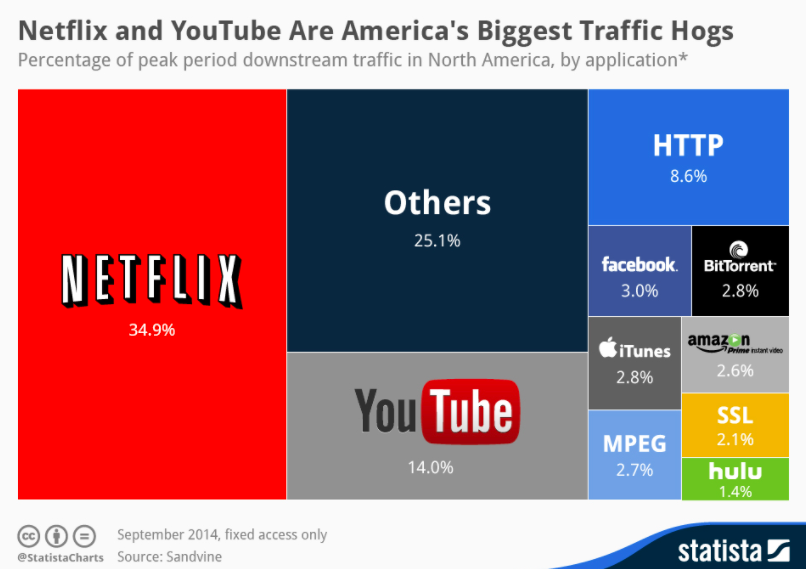 Netflix and YouTube Are America's Biggest Traffic Hogs
Percentage of peak period downstream traffic in North America, by application*
NETFLIX
34.9%
Others
25.1%
YouTube
14.0%
HTTP
8.6%
facebook.
3.0%
BitTorrent™
2.8%
iTunes
2.8%
amazon
Prime instant video
2.6%
MPEG
2.7%
SSL
2.1%
hulu
1.4%
cc
@StatistaCharts
September 2014, fixed access only
Source: Sandvine
statista